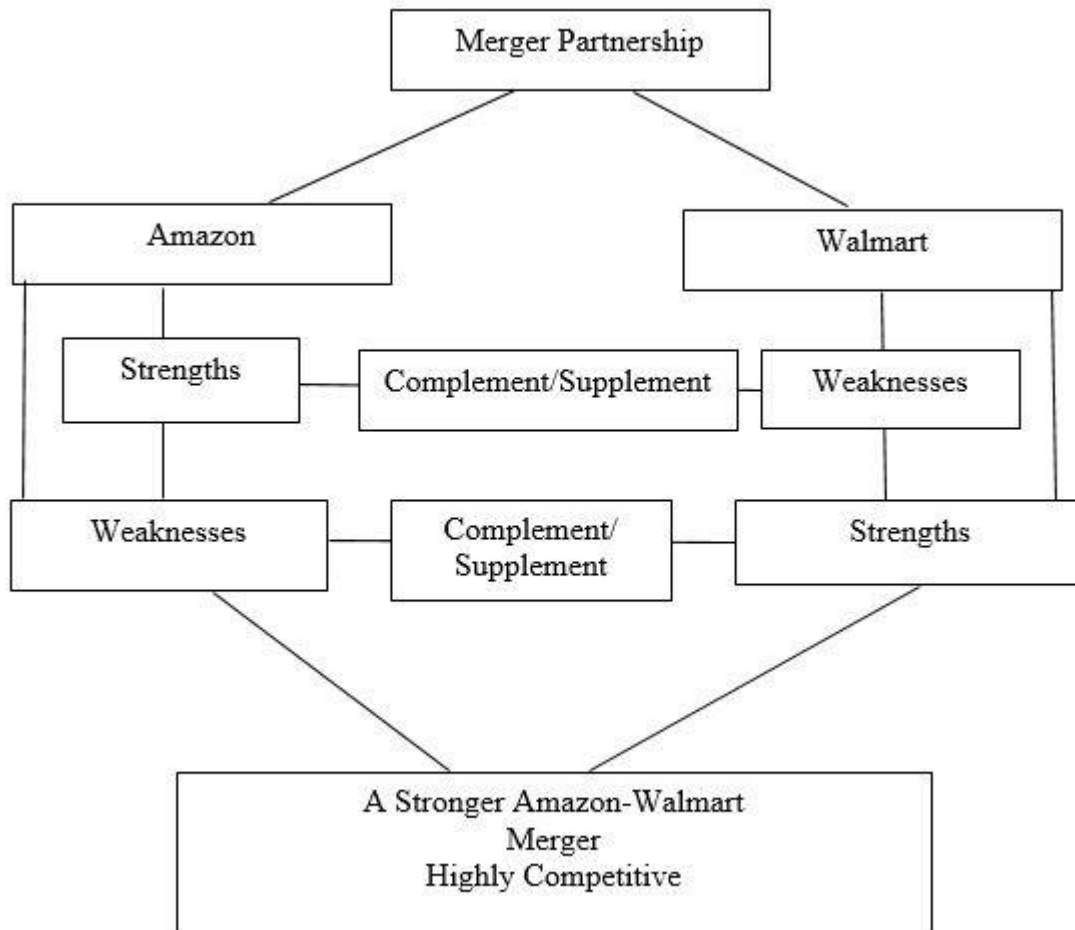 Merger Partnership
Amazon
Walmart
Strengths
Complement/Supplement
Weaknesses
Weaknesses
Complement/
Supplement
Strengths
A Stronger Amazon-Walmart
Merger
Highly Competitive